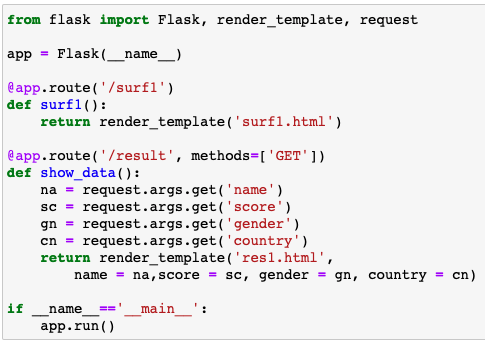 from flask import Flask, render_template, request
app = Flask(__name__)
@app.route('/surf1')
def surf1():
    return render_template('surf1.html')
@app.route('/result', methods=['GET'])
def show_data():
    na = request.args.get('name')
    sc = request.args.get('score')
    gn = request.args.get('gender')
    cn = request.args.get('country')
    return render_template('res1.html',
        name = na,score = sc, gender = gn, country = cn)
if __name__=='__main__':
    app.run()